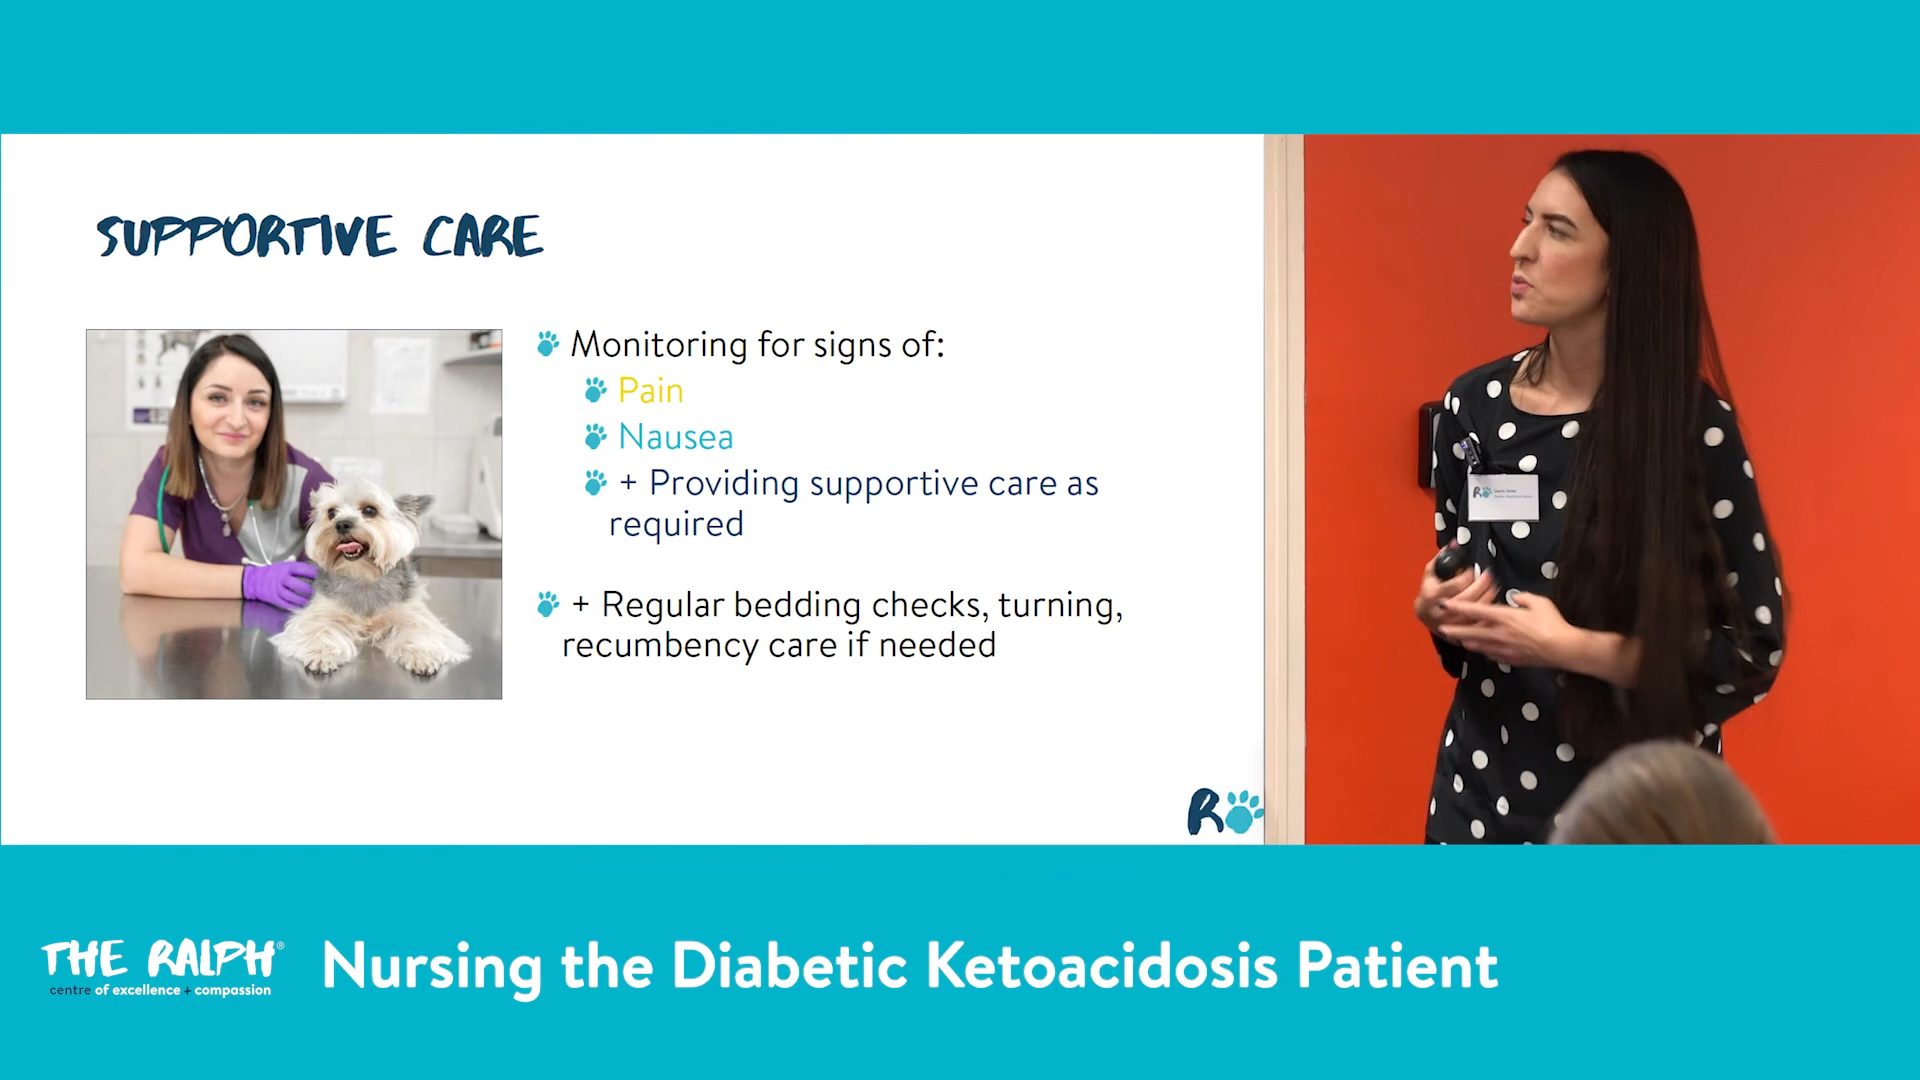 SUPPORTIVE CARE
Monitoring for signs of:
Pain
Nausea
+ Providing supportive care as
required
+ Regular bedding checks, turning,
recumbency care if needed
R
THE RALPH®
centre of excellence + compassion
Nursing the Diabetic Ketoacidosis Patient